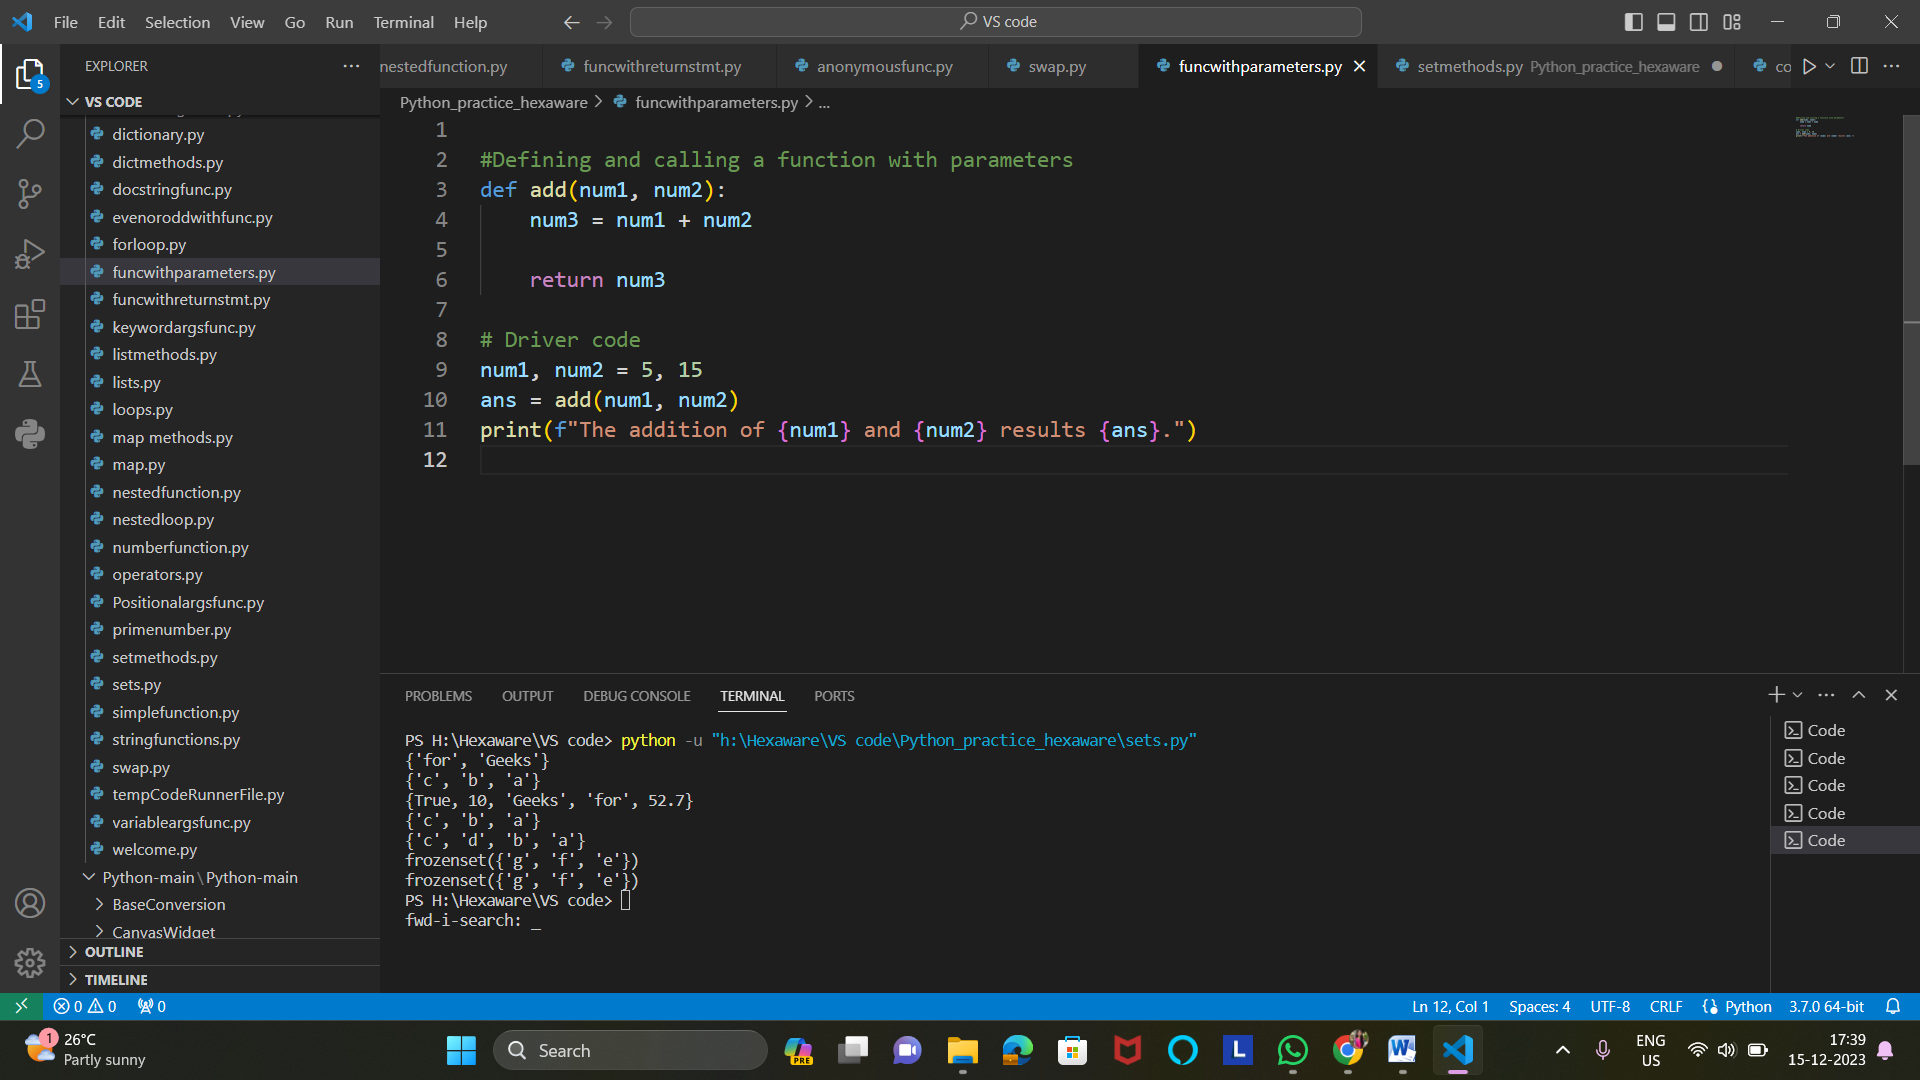 File Edit Selection View Go Run Terminal Help
VS code
EXPLORER
5
nestedfunction.py
funcwithreturnstmt.py
anonymousfunc.py
swap.py
funcwithparameters.py
setmethods.py Python_practice_hexaware
co
VS CODE
Python_practice_hexaware > funcwithparameters.py > ...
dictionary.py
dictmethods.py
docstringfunc.py
evenoroddwithfunc.py
forloop.py
funcwithparameters.py
funcwithreturnstmt.py
keywordargsfunc.py
listmethods.py
lists.py
loops.py
map methods.py
map.py
nestedfunction.py
nestedloop.py
numberfunction.py
operators.py
Positionalargsfunc.py
primenumber.py
setmethods.py
sets.py
simplefunction.py
stringfunctions.py
swap.py
tempCodeRunnerFile.py
variableargsfunc.py
welcome.py
Python-main\Python-main
BaseConversion
CanvasWidget
OUTLINE
TIMELINE
1
2 #Defining and calling a function with parameters
3 def add(num1, num2):
4 num3 = num1 + num2
5
6 return num3
7
8 # Driver code
9 num1, num2 = 5, 15
10 ans = add(num1, num2)
11 print(f"The addition of {num1} and {num2} results {ans}.")
12
PROBLEMS OUTPUT DEBUG CONSOLE TERMINAL PORTS
PS H:\Hexaware\VS code> python -u "h:\Hexaware\VS code\Python_practice_hexaware\sets.py"
{'for', 'Geeks'}
{'c', 'b', 'a'}
{True, 10, 'Geeks', 'for', 52.7}
{'c', 'b', 'a'}
{'c', 'd', 'b', 'a'}
frozenset({'g', 'f', 'e'})
frozenset({'g', 'f', 'e'})
PS H:\Hexaware\VS code>
fwd-i-search: _
Code
Code
Code
Code
Code
0 0 0
Ln 12, Col 1 Spaces: 4 UTF-8 CRLF Python 3.7.0 64-bit
1
26°C
Partly sunny
Search
PRE
L
W
ENG
US
17:39
15-12-2023